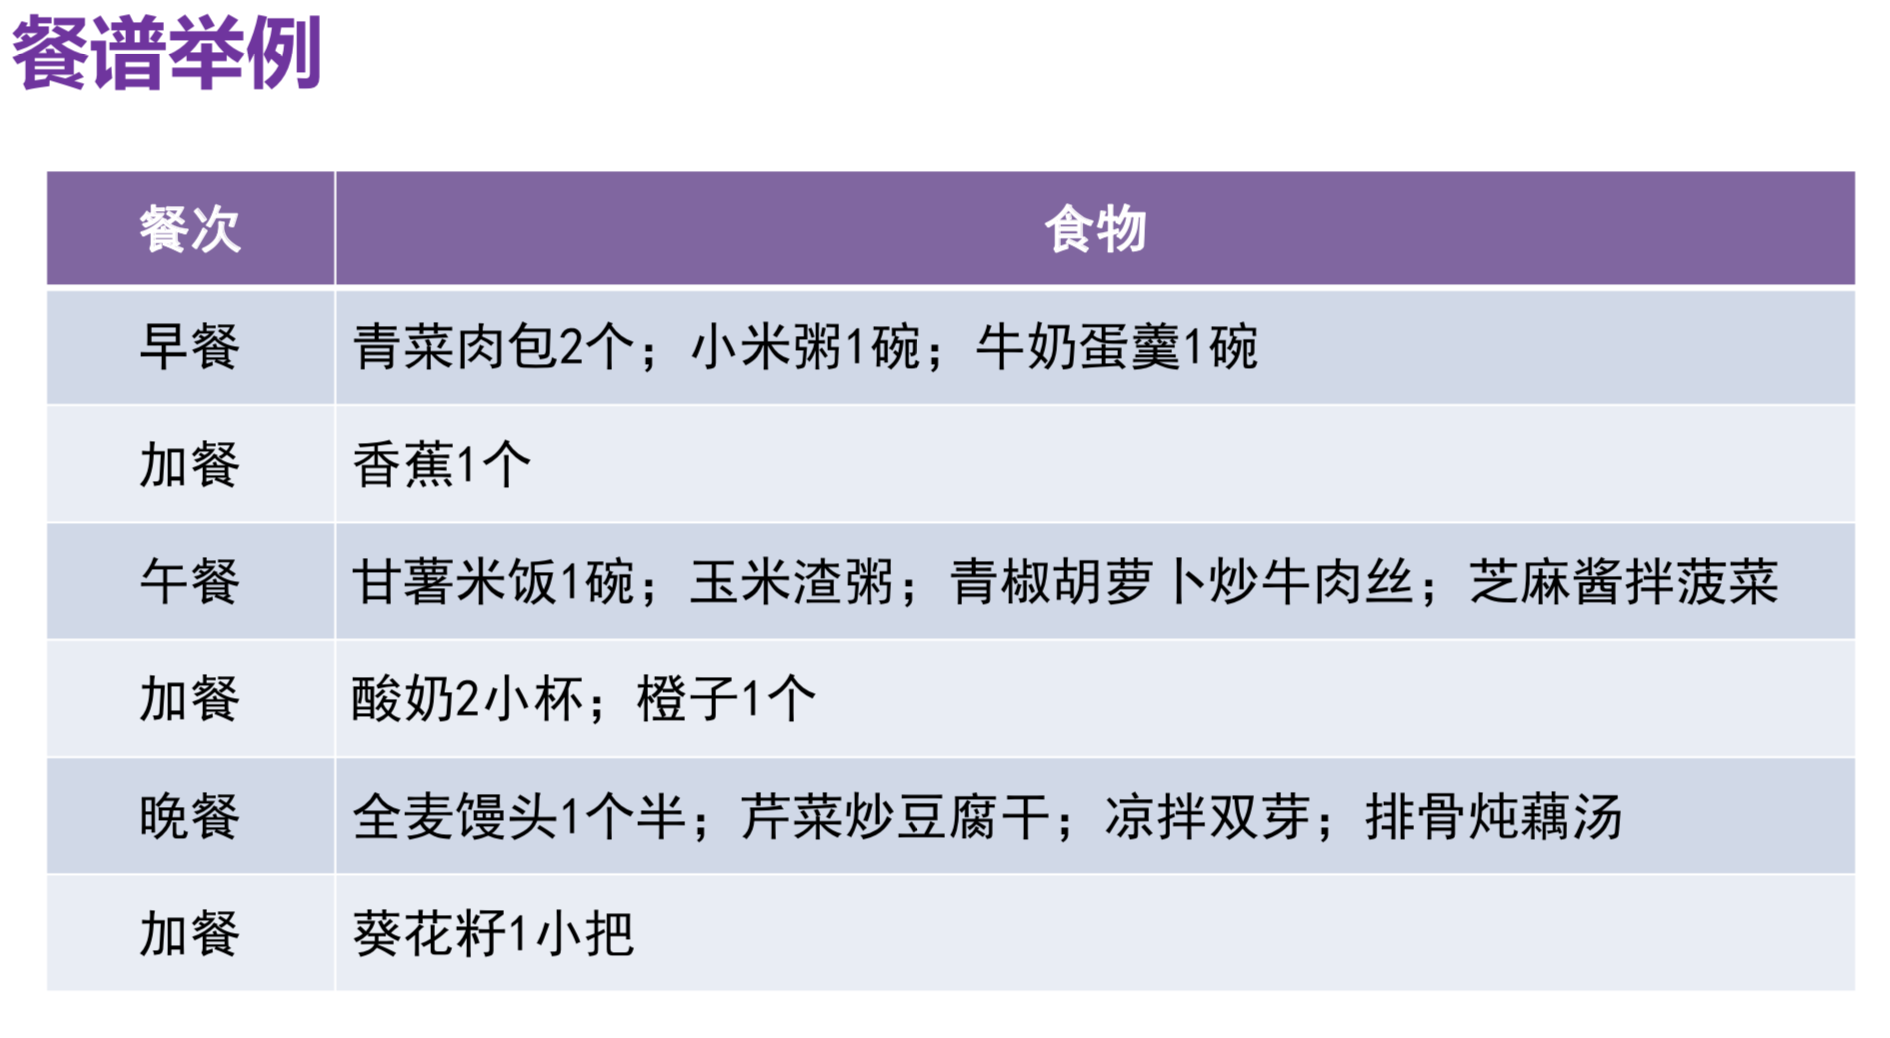 餐谱举例
餐次 食物
早餐 青菜肉包2个；小米粥1碗；牛奶蛋羹1碗
加餐 香蕉1个
午餐 甘薯米饭1碗；玉米渣粥；青椒胡萝卜炒牛肉丝；芝麻酱拌菠菜
加餐 酸奶2小杯；橙子1个
晚餐 全麦馒头1个半；芹菜炒豆腐干；凉拌双芽；排骨炖藕汤
加餐 葵花籽1小把